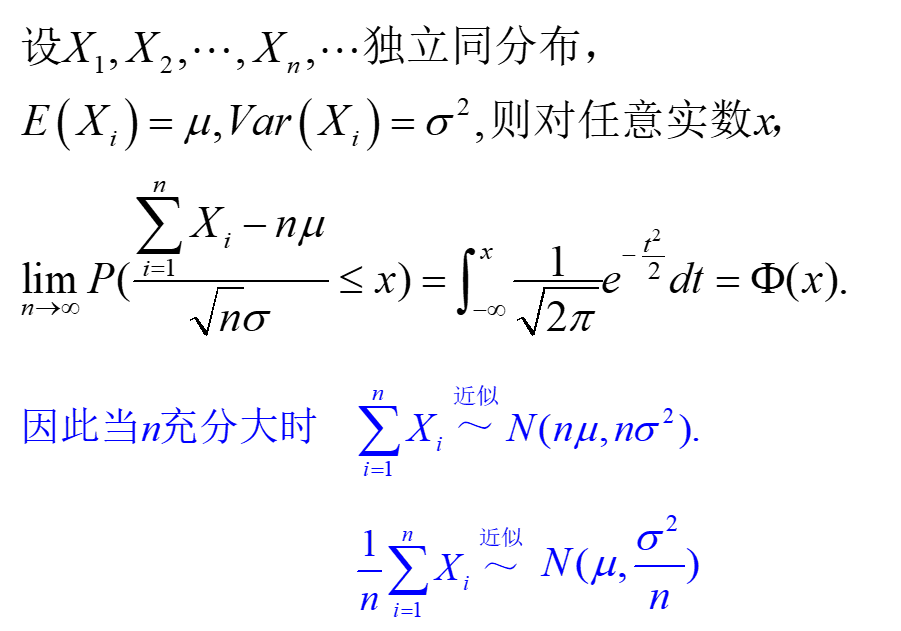 设X₁, X₂, ⋯, Xₙ, ⋯独立同分布，
E(Xᵢ) = μ, Var(Xᵢ) = σ², 则对任意实数x，
lim_{n→∞} P( (∑_{i=1}^{n} Xᵢ − nμ) / (√n σ) ≤ x) = ∫_{−∞}^{x} (1/√(2π)) e^{−t²/2} dt = Φ(x).
因此当n充分大时 ∑_{i=1}^{n} Xᵢ ~近似 N(nμ, nσ²).
(1/n) ∑_{i=1}^{n} Xᵢ ~近似 N(μ, σ²/n)